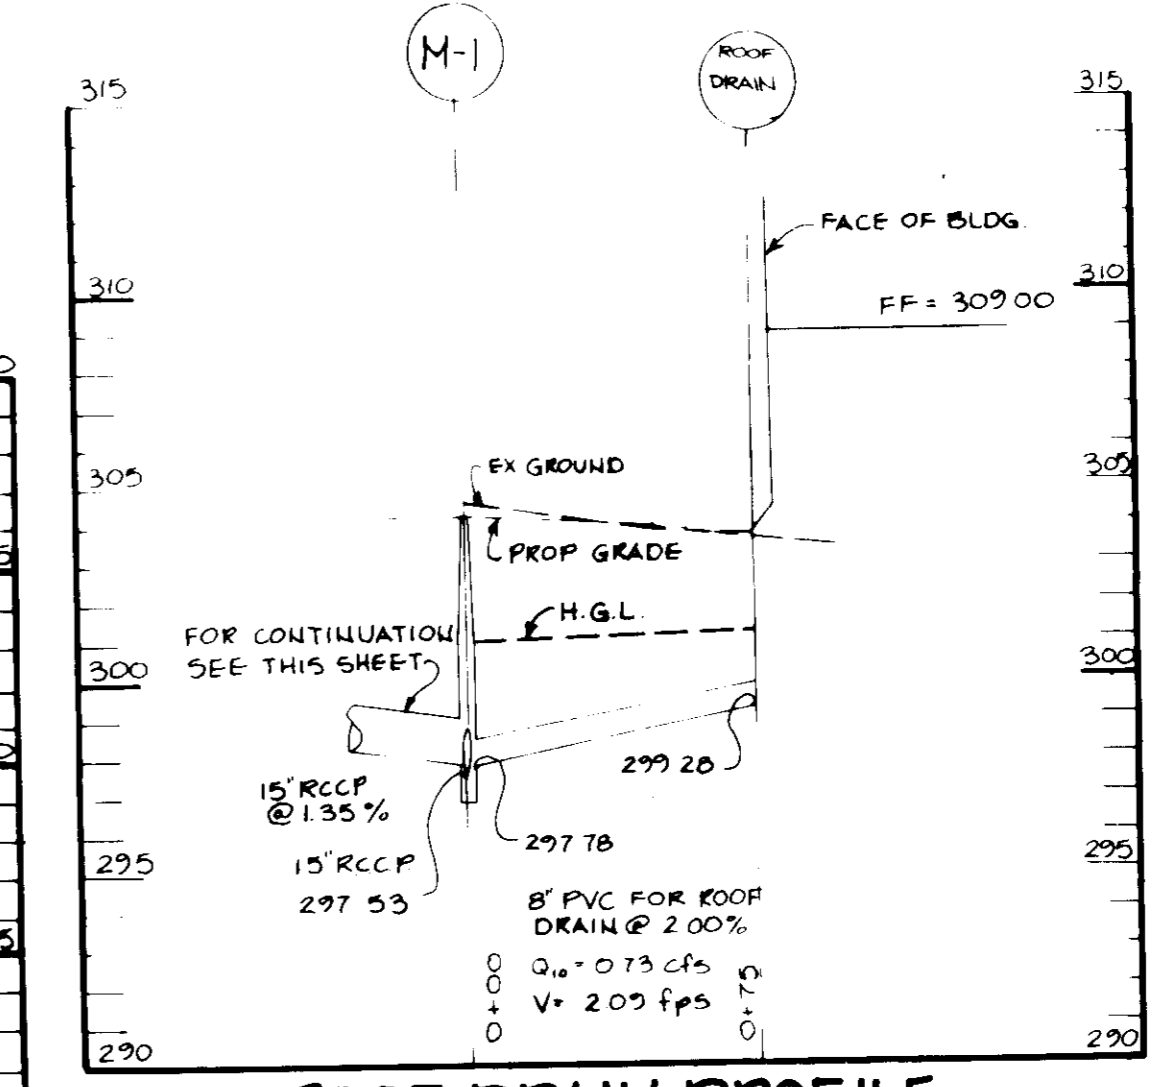 M-1
ROOF
DRAIN
315
315
FACE OF BLDG.
310
310
FF = 309 00
305
305
EX GROUND
PROP GRADE
H.G.L.
FOR CONTINUATION
SEE THIS SHEET
300
300
299 28
15" RCCP
@ 1.35%
297 78
15" RCCP
297 53
295
295
8" PVC FOR ROOF
DRAIN @ 2 00%
Q10 = 0 73 cfs
V= 2.09 fps
0+00
0+75
290
290